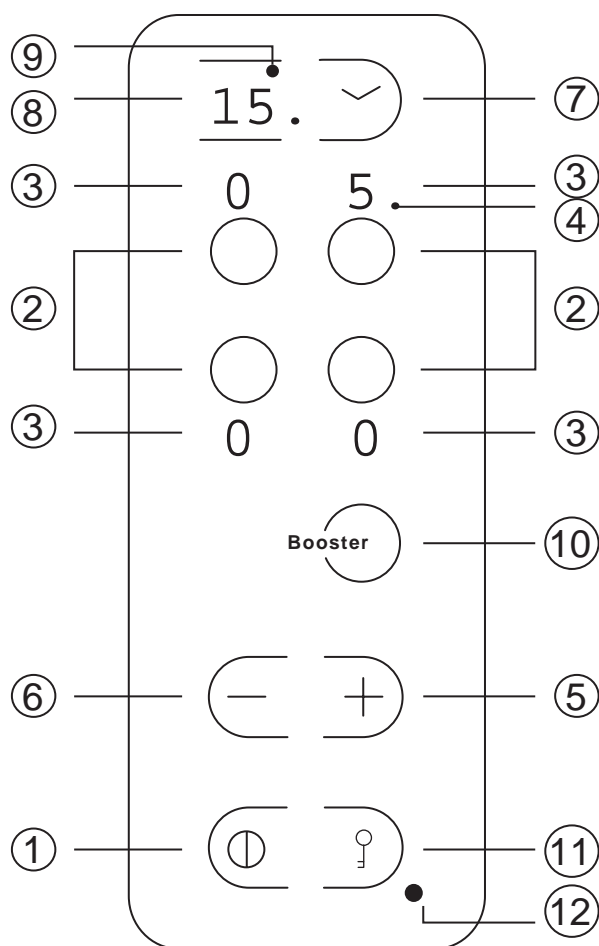 ⑨
⑧ 15. ⑦
③ 0 5 ③
④
② ②
③ 0 0 ③
Booster ⑩
⑥ − + ⑤
① ⑪
⑫